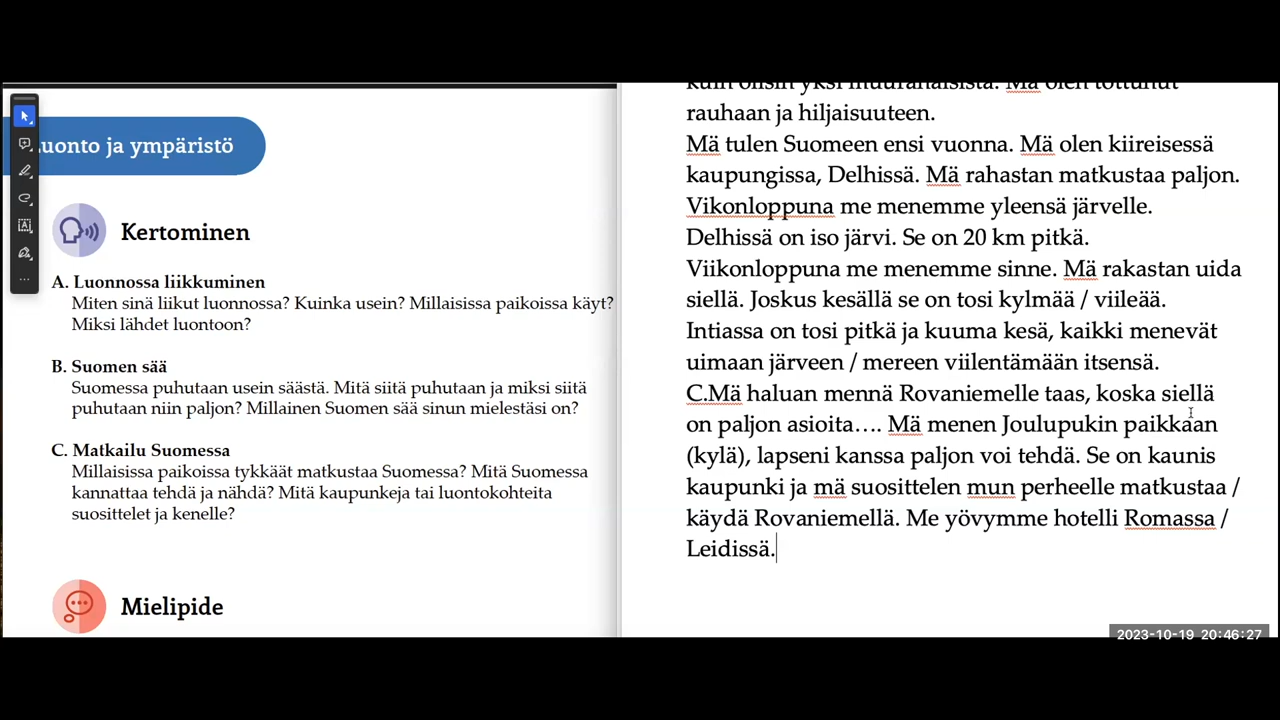 uonto ja ympäristö
Kertominen
A. Luonnossa liikkuminen
Miten sinä liikut luonnossa? Kuinka usein? Millaisissa paikoissa käyt?
Miksi lähdet luontoon?
B. Suomen sää
Suomessa puhutaan usein säästä. Mitä siitä puhutaan ja miksi siitä
puhutaan niin paljon? Millainen Suomen sää sinun mielestäsi on?
C. Matkailu Suomessa
Millaisissa paikoissa tykkäät matkustaa Suomessa? Mitä Suomessa
kannattaa tehdä ja nähdä? Mitä kaupunkeja tai luontokohteita
suosittelet ja kenelle?
Mielipide
kuin olisin yksi muurahaisista. Mä olen tottunut
rauhaan ja hiljaisuuteen.
Mä tulen Suomeen ensi vuonna. Mä olen kiireisessä
kaupungissa, Delhissä. Mä rahastan matkustaa paljon.
Vikonloppuna me menemme yleensä järvelle.
Delhissä on iso järvi. Se on 20 km pitkä.
Viikonloppuna me menemme sinne. Mä rakastan uida
siellä. Joskus kesällä se on tosi kylmää / viileää.
Intiassa on tosi pitkä ja kuuma kesä, kaikki menevät
uimaan järveen / mereen viilentämään itsensä.
C.Mä haluan mennä Rovaniemelle taas, koska siellä
on paljon asioita…. Mä menen Joulupukin paikkaan
(kylä), lapseni kanssa paljon voi tehdä. Se on kaunis
kaupunki ja mä suosittelen mun perheelle matkustaa /
käydä Rovaniemellä. Me yövymme hotelli Romassa /
Leidissä.
2023-10-19 20:46:27